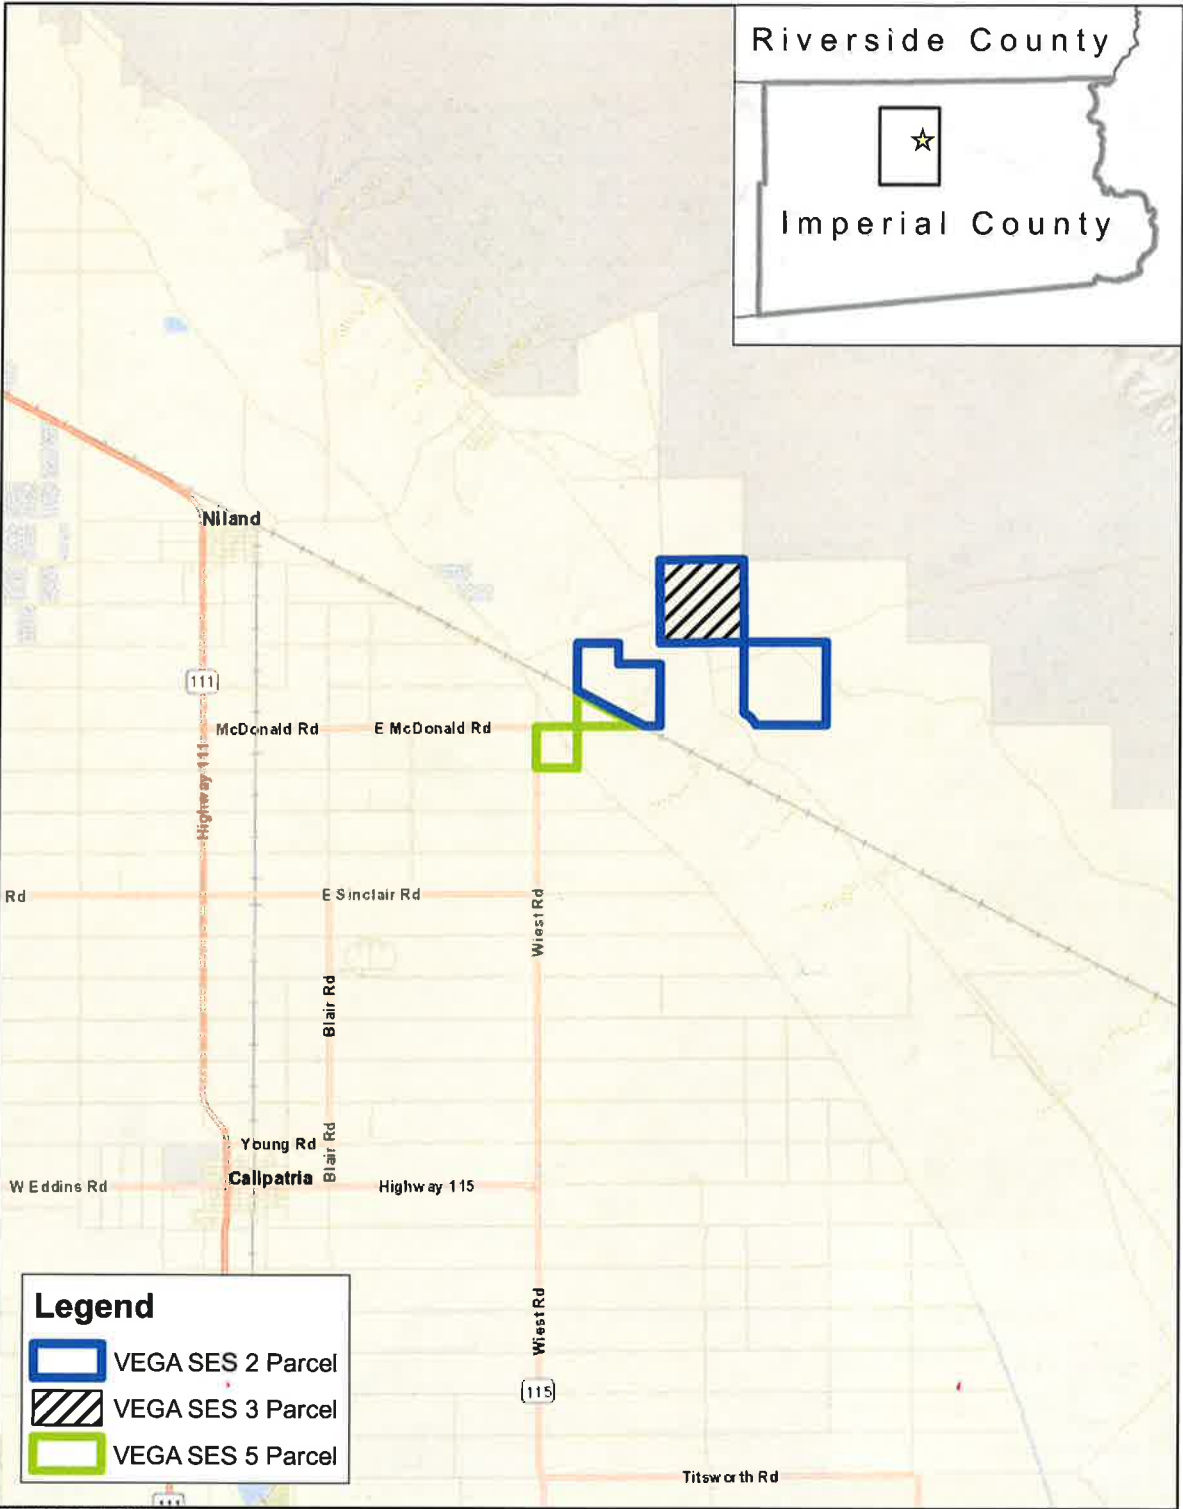 Riverside County
Imperial County
Niland
111
McDonald Rd
E McDonald Rd
Highway 111
Rd
E Sinclair Rd
Wiest Rd
Blair Rd
Young Rd
Blair Rd
W Eddins Rd
Calipatria
Highway 115
Wiest Rd
115
Titsworth Rd
Legend
VEGA SES 2 Parcel
VEGA SES 3 Parcel
VEGA SES 5 Parcel
111